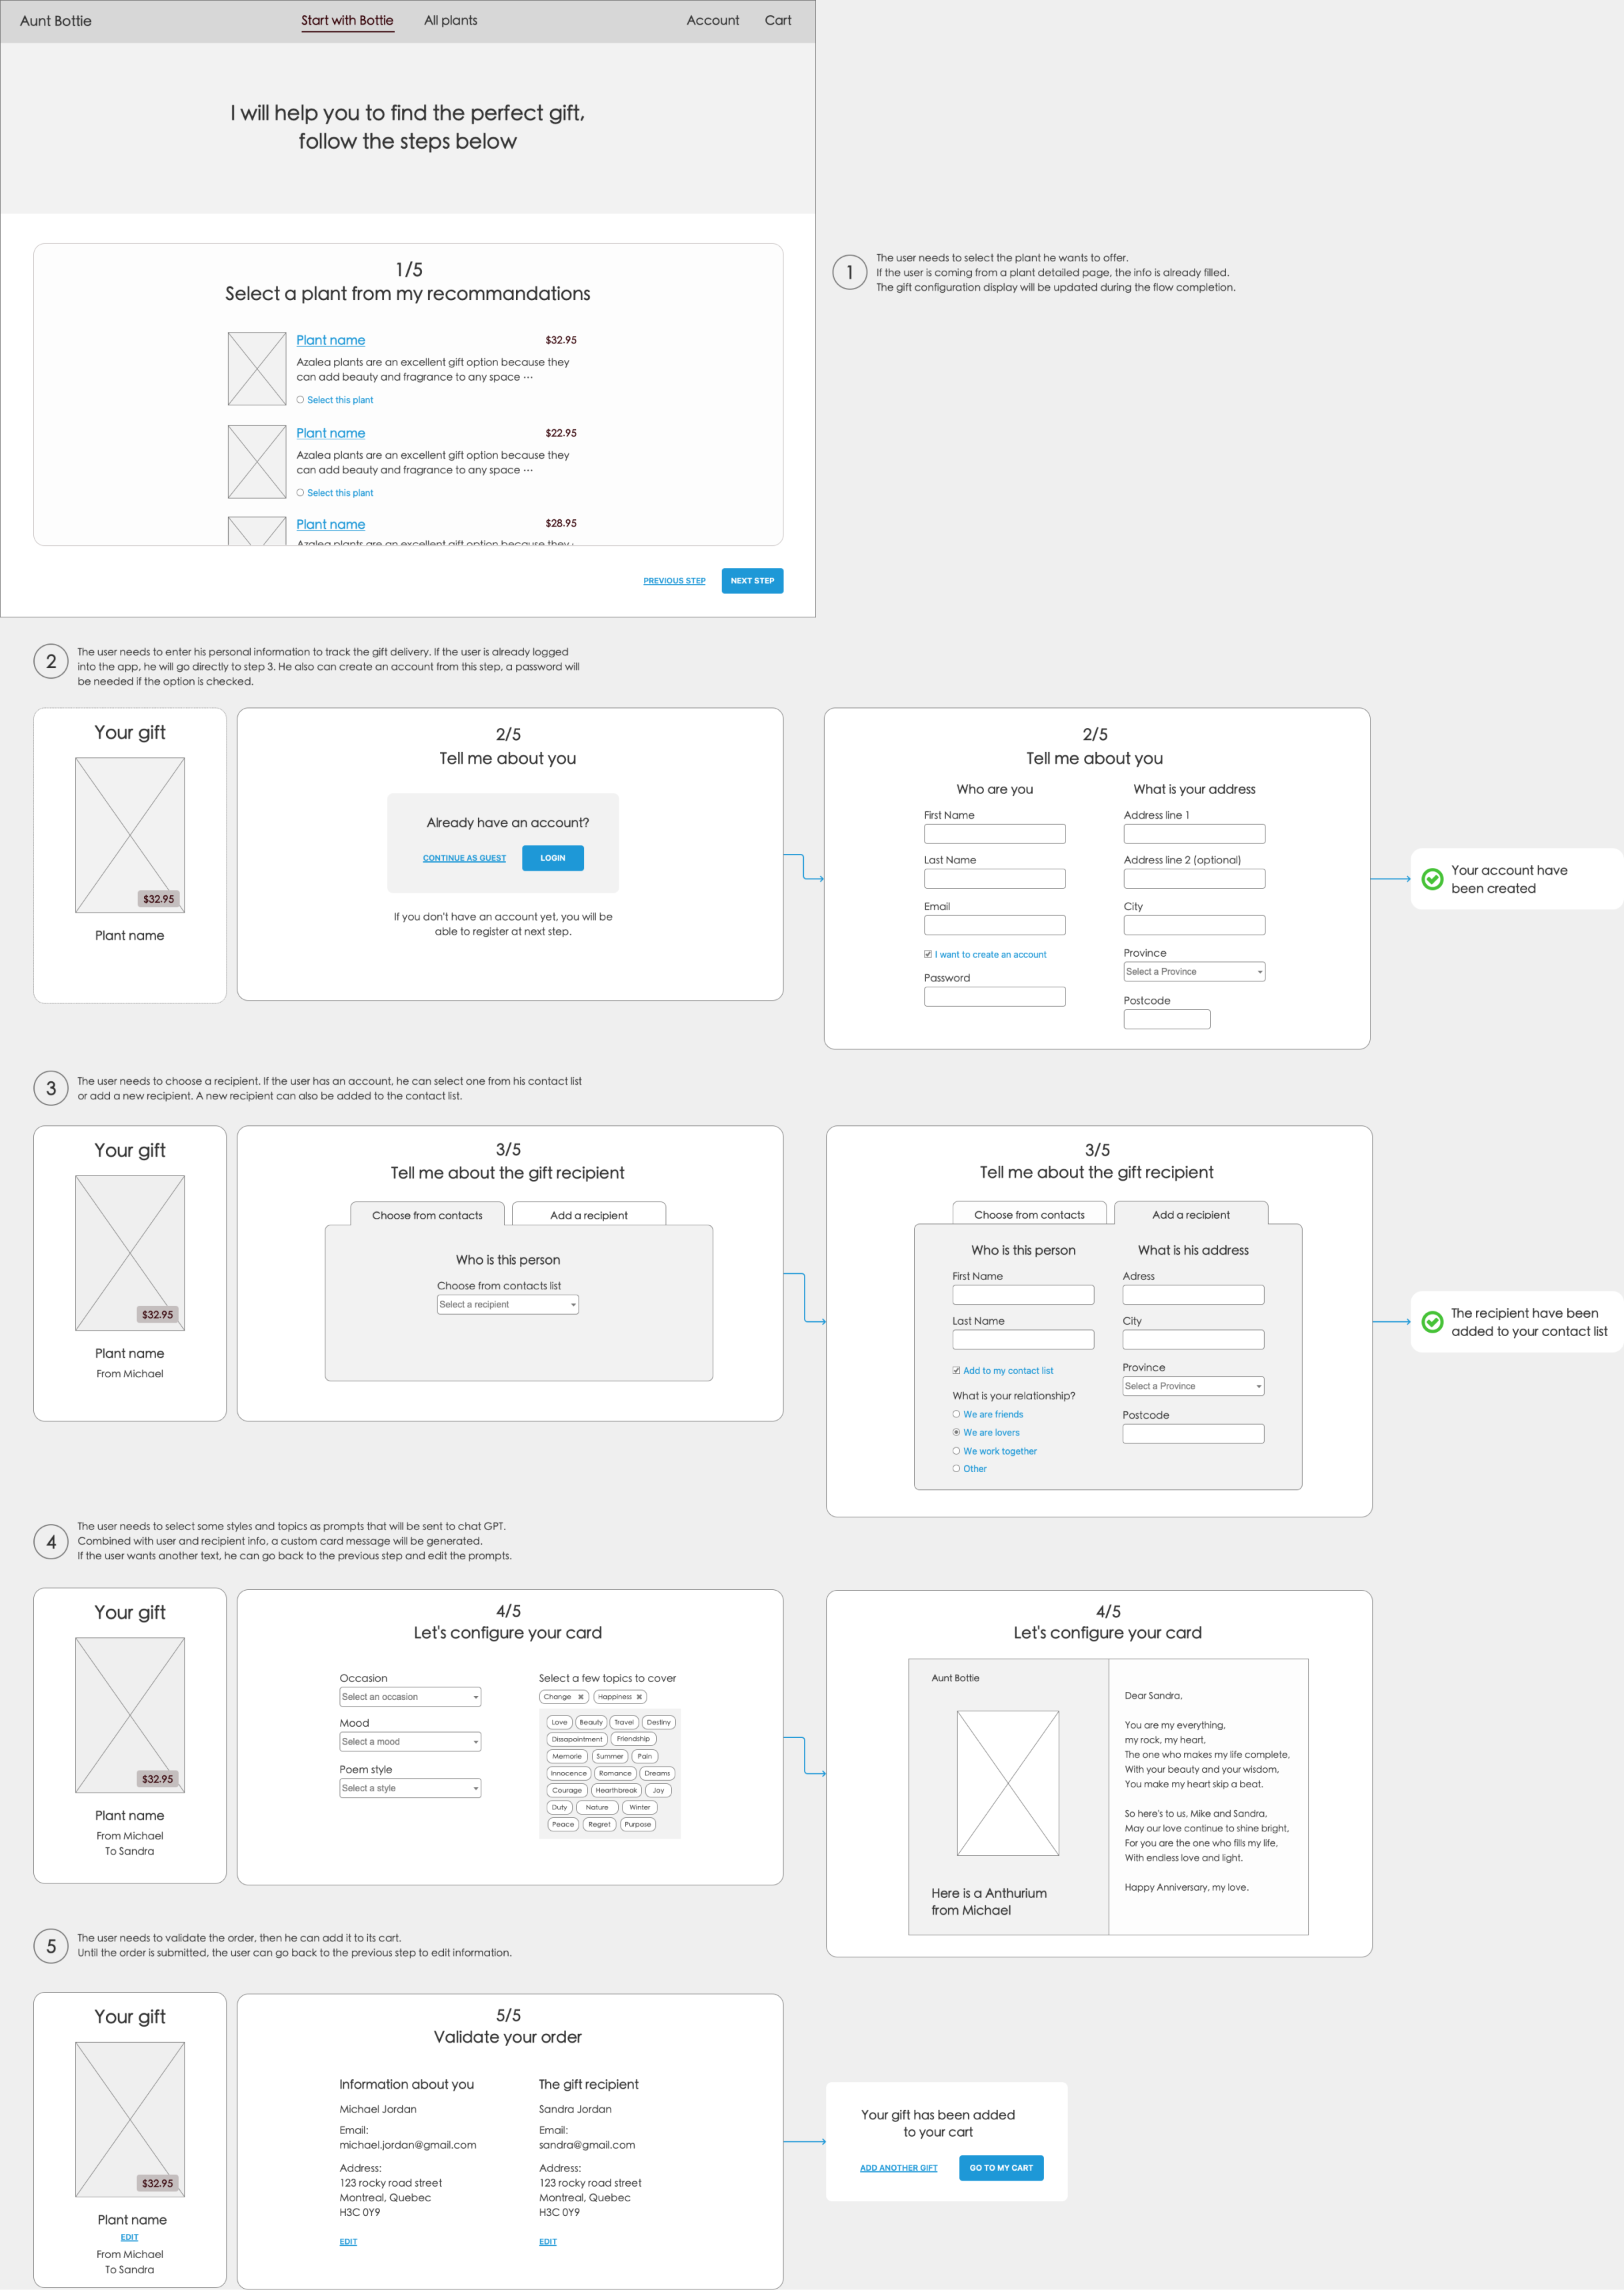 Aunt Bottie
Start with Bottie
All plants
Account
Cart
I will help you to find the perfect gift,
follow the steps below
1/5
Select a plant from my recommandations
Plant name
$32.95
Azalea plants are an excellent gift option because they
can add beauty and fragrance to any space ...
Select this plant
Plant name
$22.95
Azalea plants are an excellent gift option because they
can add beauty and fragrance to any space ...
Select this plant
Plant name
$28.95
Azalea plants are an excellent gift option because they
PREVIOUS STEP
NEXT STEP
1
The user needs to select the plant he wants to offer.
If the user is coming from a plant detailed page, the info is already filled.
The gift configuration display will be updated during the flow completion.
2
The user needs to enter his personal information to track the gift delivery. If the user is already logged
into the app, he will go directly to step 3. He also can create an account from this step, a password will
be needed if the option is checked.
Your gift
$32.95
Plant name
2/5
Tell me about you
Already have an account?
CONTINUE AS GUEST
LOGIN
If you don't have an account yet, you will be
able to register at next step.
2/5
Tell me about you
Who are you
First Name
Last Name
Email
I want to create an account
Password
What is your address
Address line 1
Address line 2 (optional)
City
Province
Select a Province
Postcode
Your account have
been created
3
The user needs to choose a recipient. If the user has an account, he can select one from his contact list
or add a new recipient. A new recipient can also be added to the contact list.
Your gift
$32.95
Plant name
From Michael
3/5
Tell me about the gift recipient
Choose from contacts
Add a recipient
Who is this person
Choose from contacts list
Select a recipient
3/5
Tell me about the gift recipient
Choose from contacts
Add a recipient
Who is this person
First Name
Last Name
Add to my contact list
What is your relationship?
We are friends
We are lovers
We work together
Other
What is his address
Adress
City
Province
Select a Province
Postcode
The recipient have been
added to your contact list
4
The user needs to select some styles and topics as prompts that will be sent to chat GPT.
Combined with user and recipient info, a custom card message will be generated.
If the user wants another text, he can go back to the previous step and edit the prompts.
Your gift
$32.95
Plant name
From Michael
To Sandra
4/5
Let's configure your card
Occasion
Select an occasion
Mood
Select a mood
Poem style
Select a style
Select a few topics to cover
Change
Happiness
Love Beauty Travel Destiny
Dissapointment Friendship
Memorie Summer Pain
Innocence Romance Dreams
Courage Hearthbreak Joy
Duty Nature Winter
Peace Regret Purpose
4/5
Let's configure your card
Aunt Bottie
Here is a Anthurium
from Michael
Dear Sandra,
You are my everything,
my rock, my heart,
The one who makes my life complete,
With your beauty and your wisdom,
You make my heart skip a beat.
So here's to us, Mike and Sandra,
May our love continue to shine bright,
For you are the one who fills my life,
With endless love and light.
Happy Anniversary, my love.
5
The user needs to validate the order, then he can add it to its cart.
Until the order is submitted, the user can go back to the previous step to edit information.
Your gift
$32.95
Plant name
EDIT
From Michael
To Sandra
5/5
Validate your order
Information about you
Michael Jordan
Email:
michael.jordan@gmail.com
Address:
123 rocky road street
Montreal, Quebec
H3C 0Y9
EDIT
The gift recipient
Sandra Jordan
Email:
sandra@gmail.com
Address:
123 rocky road street
Montreal, Quebec
H3C 0Y9
EDIT
Your gift has been added
to your cart
ADD ANOTHER GIFT
GO TO MY CART